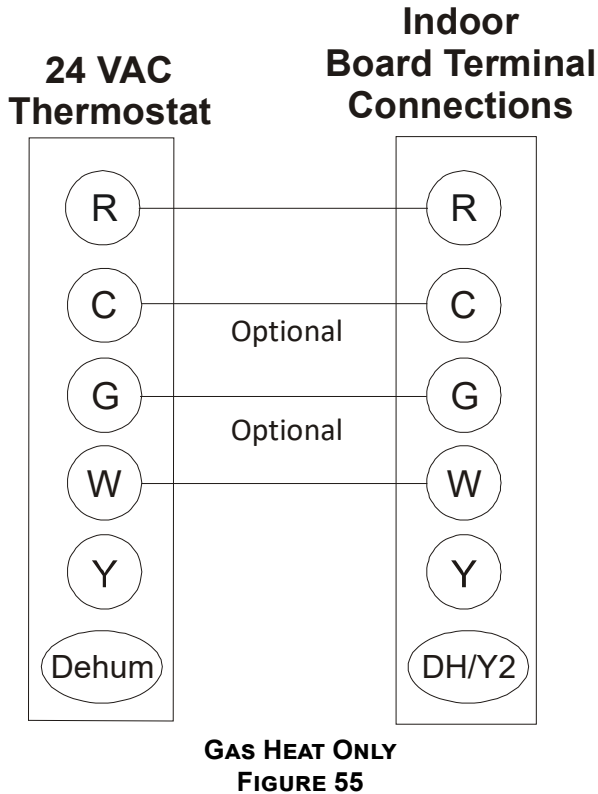 24 VAC
Thermostat
Indoor
Board Terminal
Connections
R R
C C
Optional
G G
Optional
W W
Y Y
Dehum DH/Y2
GAS HEAT ONLY
FIGURE 55